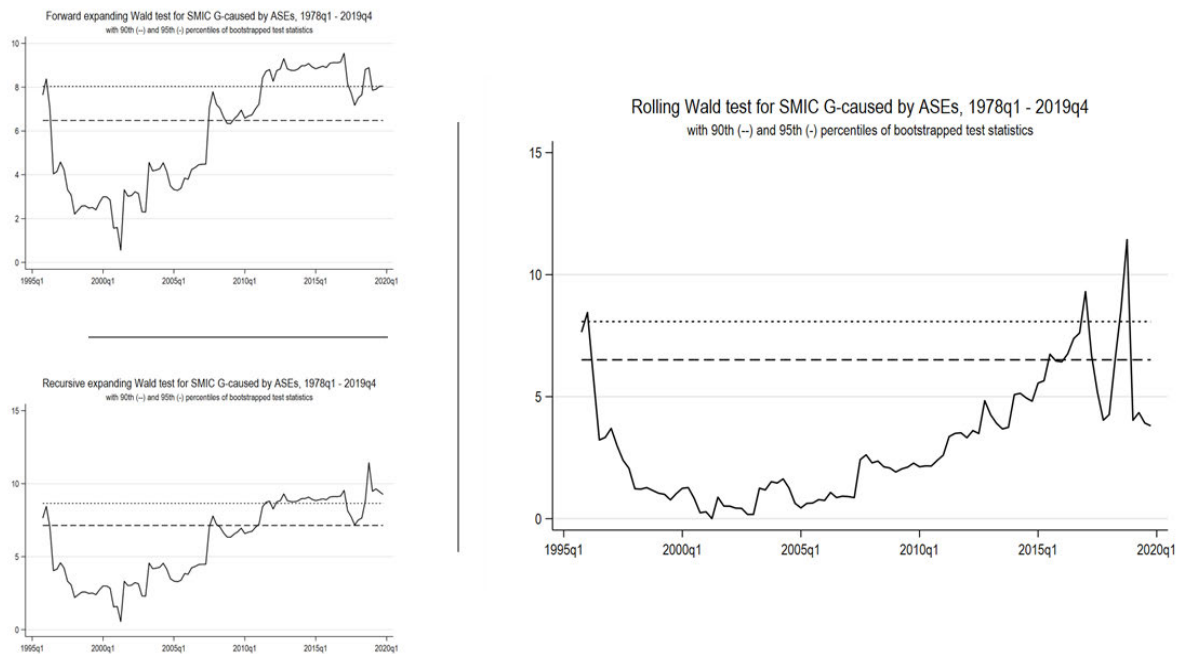 Forward expanding Wald test for SMIC G-caused by ASEs, 1978q1 - 2019q4
with 90th (--) and 95th (-) percentiles of bootstrapped test statistics
10
8
6
4
2
0
1995q1 2000q1 2005q1 2010q1 2015q1 2020q1
Recursive expanding Wald test for SMIC G-caused by ASEs, 1978q1 - 2019q4
with 90th (--) and 95th (-) percentiles of bootstrapped test statistics
15
10
5
0
1995q1 2000q1 2005q1 2010q1 2015q1 2020q1
Rolling Wald test for SMIC G-caused by ASEs, 1978q1 - 2019q4
with 90th (--) and 95th (-) percentiles of bootstrapped test statistics
15
10
5
0
1995q1 2000q1 2005q1 2010q1 2015q1 2020q1